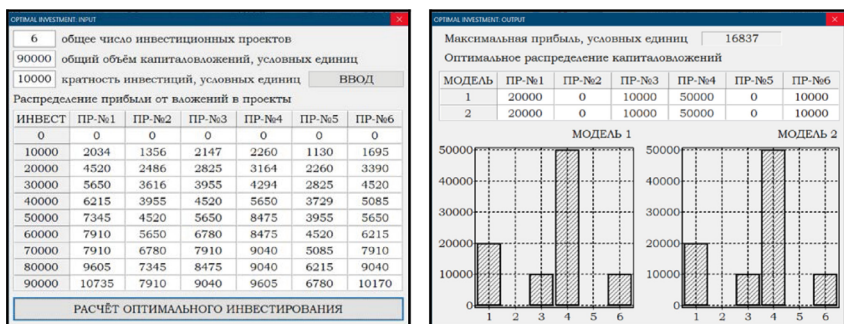 OPTIMAL INVESTMENT: INPUT
6 общее число инвестиционных проектов
90000 общий объём капиталовложений, условных единиц
10000 кратность инвестиций, условных единиц ВВОД
Распределение прибыли от вложений в проекты
ИНВЕСТ ПР-№1 ПР-№2 ПР-№3 ПР-№4 ПР-№5 ПР-№6
0 0 0 0 0 0 0
10000 2034 1356 2147 2260 1130 1695
20000 4520 2486 2825 3164 2260 3390
30000 5650 3616 3955 4294 2825 4520
40000 6215 3955 4520 5650 3729 5085
50000 7345 4520 5650 8475 3955 5650
60000 7910 5650 6780 8475 4520 6215
70000 7910 6780 7910 9040 5085 7910
80000 9605 7345 8475 9040 6215 9040
90000 10735 7910 9040 9605 6780 10170
РАСЧЁТ ОПТИМАЛЬНОГО ИНВЕСТИРОВАНИЯ
OPTIMAL INVESTMENT: OUTPUT
Максимальная прибыль, условных единиц 16837
Оптимальное распределение капиталовложений
МОДЕЛЬ ПР-№1 ПР-№2 ПР-№3 ПР-№4 ПР-№5 ПР-№6
1 20000 0 10000 50000 0 10000
2 20000 0 10000 50000 0 10000
МОДЕЛЬ 1
50000
40000
30000
20000
10000
0
1 2 3 4 5 6
МОДЕЛЬ 2
50000
40000
30000
20000
10000
0
1 2 3 4 5 6